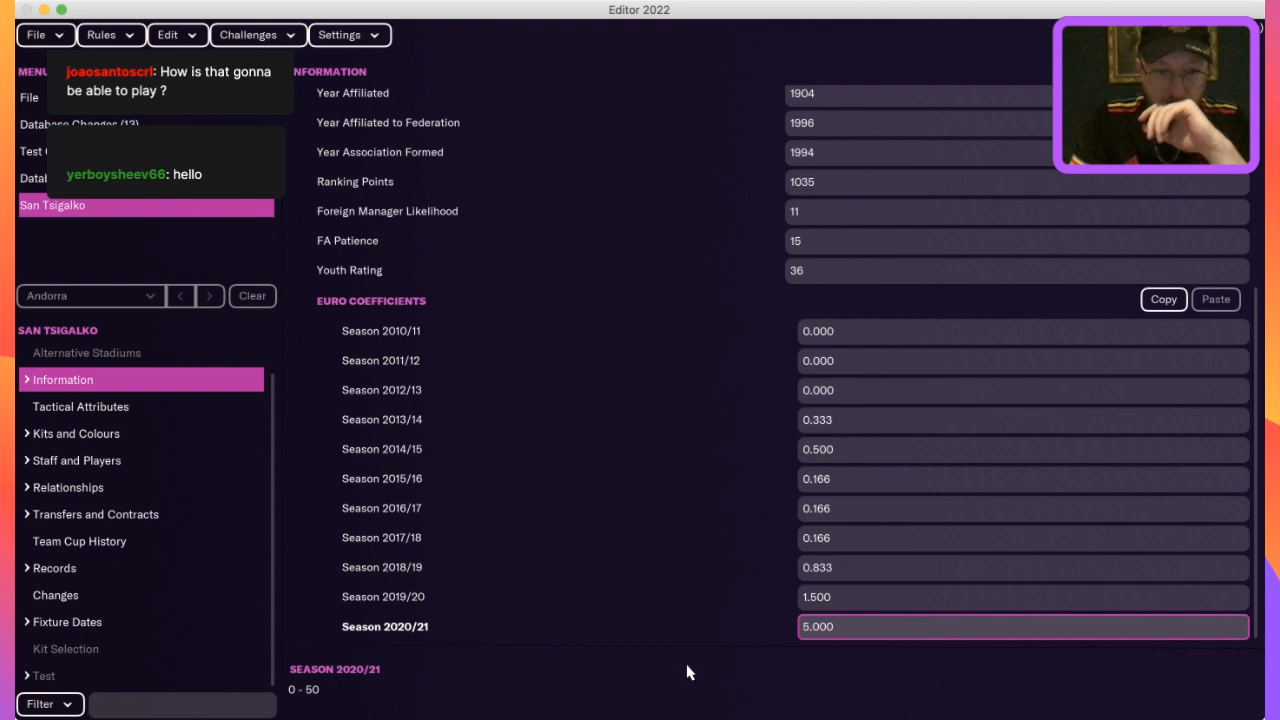 Editor 2022
File
Rules
Edit
Challenges
Settings
MENU
joaosantoscrl: How is that gonna
be able to play ?
File
Database Changes (13)
Test
yerboysheev66: hello
San Tsigalko
Andorra
Clear
SAN TSIGALKO
Alternative Stadiums
Information
Tactical Attributes
Kits and Colours
Staff and Players
Relationships
Transfers and Contracts
Team Cup History
Records
Changes
Fixture Dates
Kit Selection
Test
Filter
NFORMATION
Year Affiliated 1904
Year Affiliated to Federation 1996
Year Association Formed 1994
Ranking Points 1035
Foreign Manager Likelihood 11
FA Patience 15
Youth Rating 36
EURO COEFFICIENTS
Copy
Paste
Season 2010/11 0.000
Season 2011/12 0.000
Season 2012/13 0.000
Season 2013/14 0.333
Season 2014/15 0.500
Season 2015/16 0.166
Season 2016/17 0.166
Season 2017/18 0.166
Season 2018/19 0.833
Season 2019/20 1.500
Season 2020/21 5.000
SEASON 2020/21
0 - 50